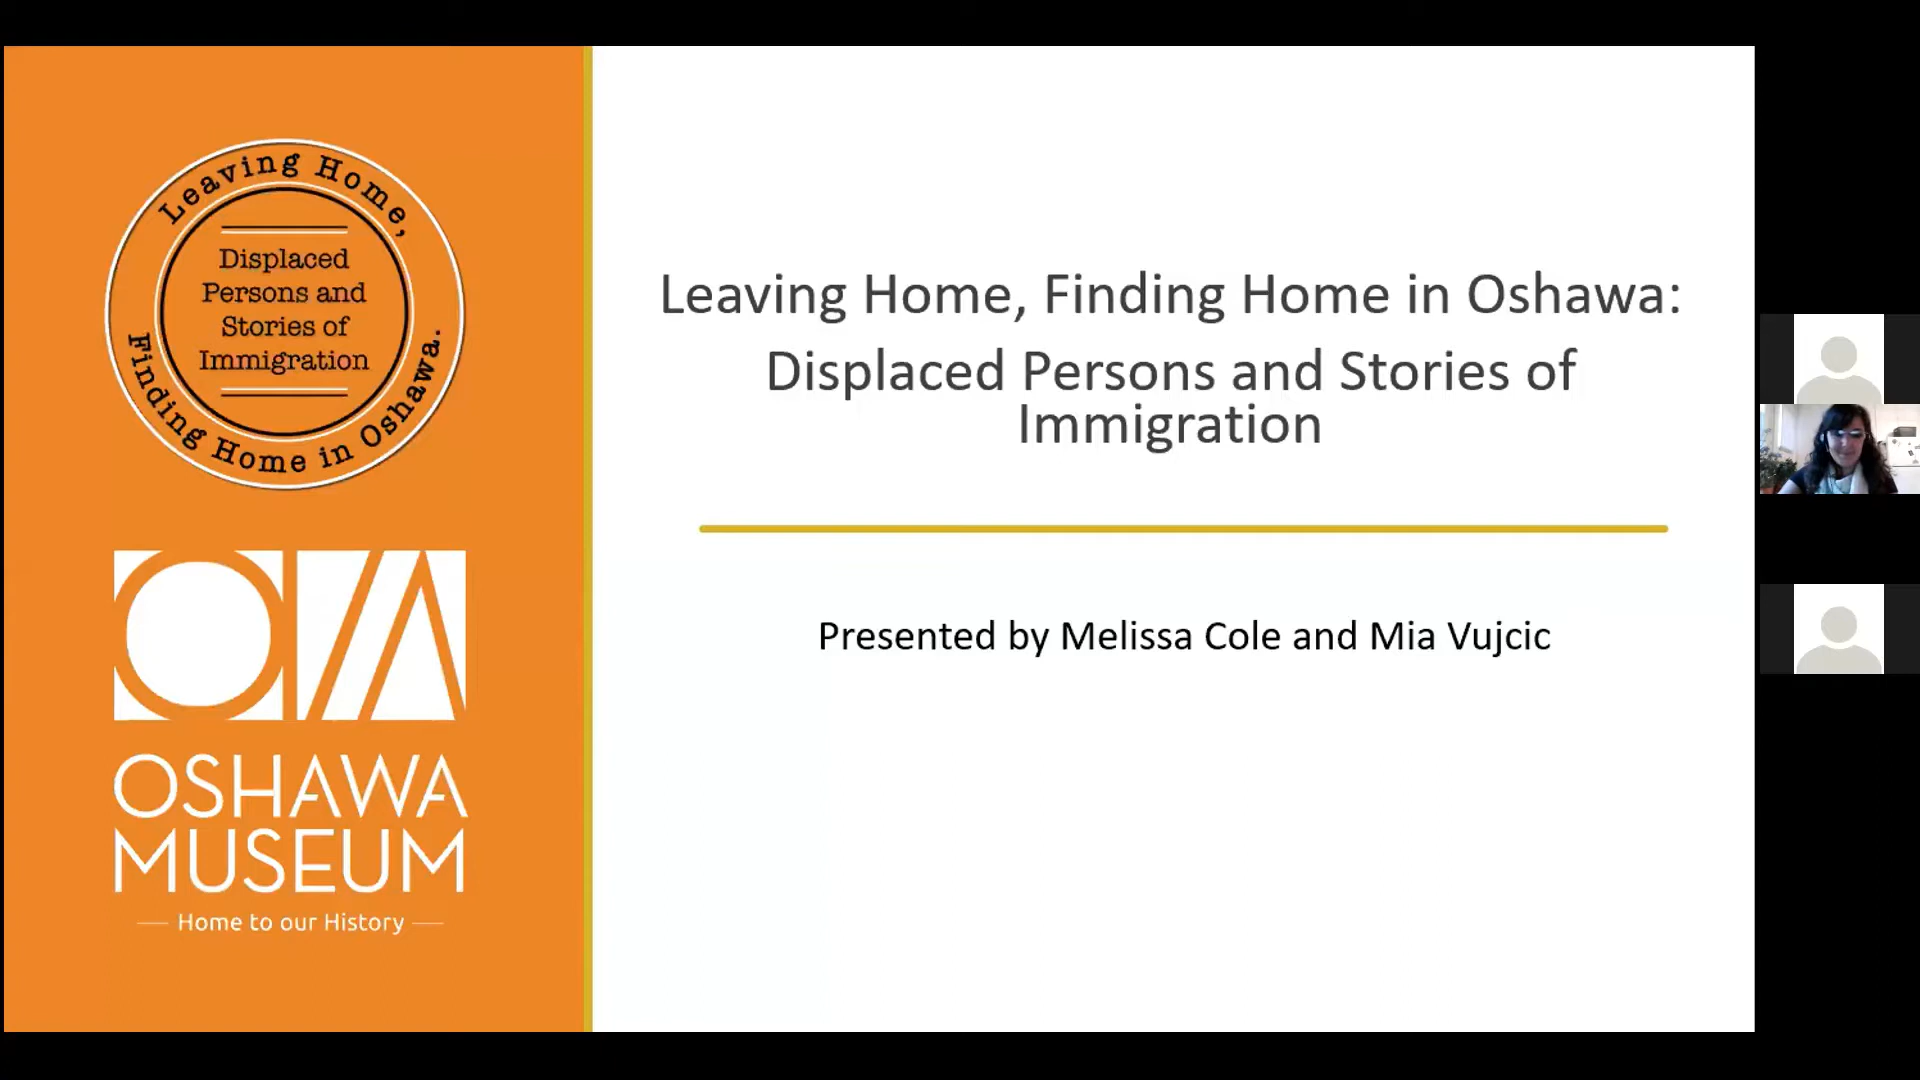 Leaving Home,
Displaced
Persons and
Stories of
Immigration
Finding Home in Oshawa.
OSHAWA
MUSEUM
Home to our History
Leaving Home, Finding Home in Oshawa:
Displaced Persons and Stories of
Immigration
Presented by Melissa Cole and Mia Vujcic